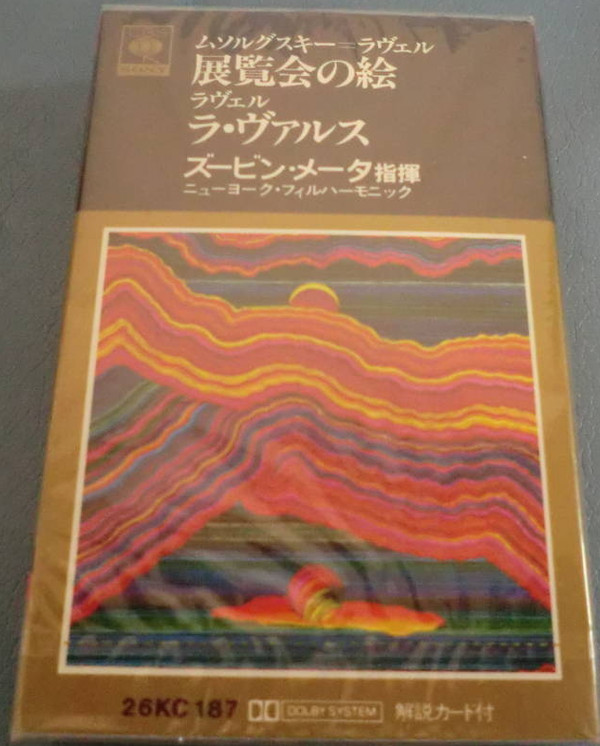 CBS
SONY
ムソルグスキー=ラヴェル
展覧会の絵
ラヴェル
ラ・ヴァルス
ズービン・メータ指揮
ニューヨーク・フィルハーモニック
26KC 187 DOLBY SYSTEM 解説カード付